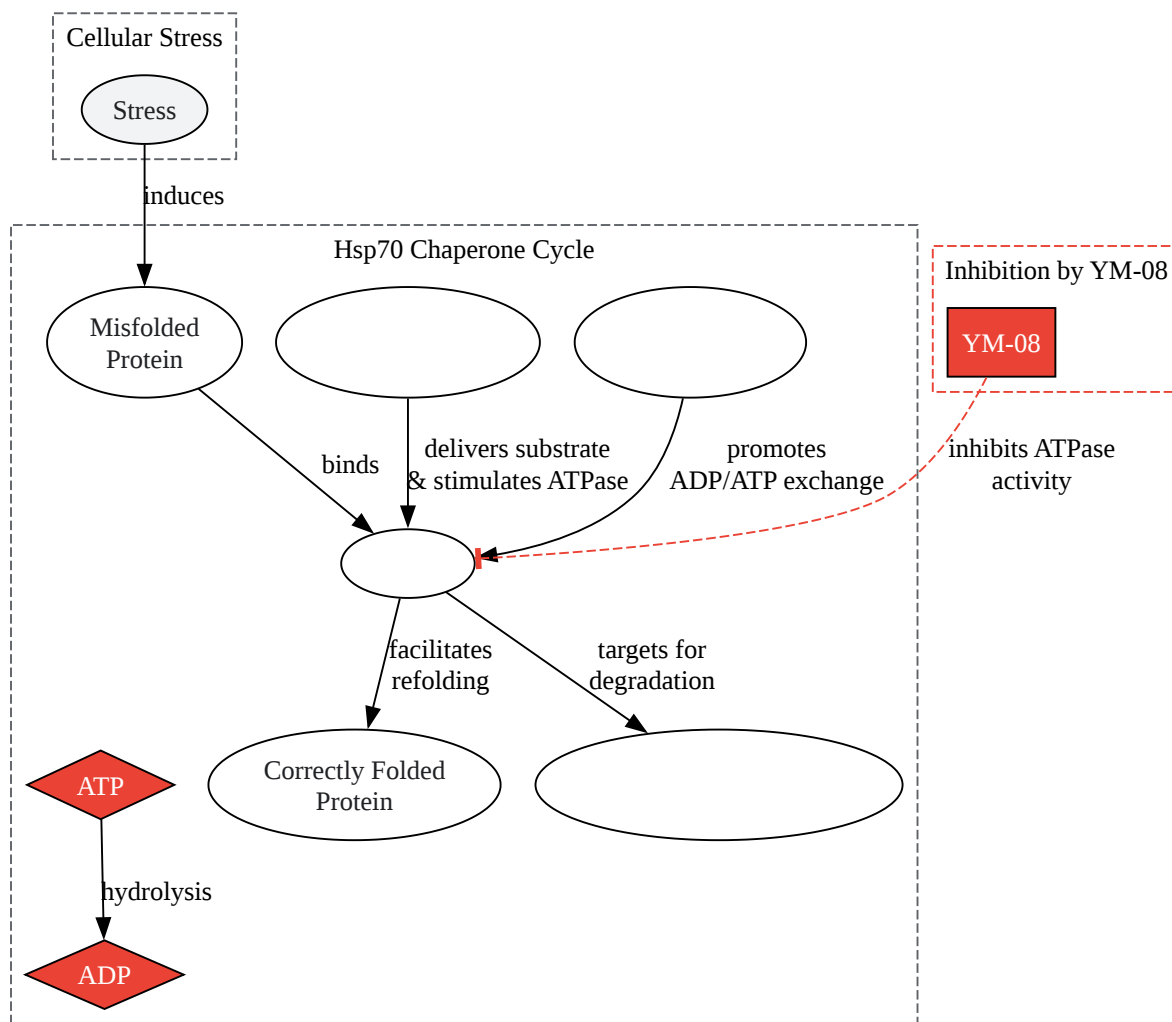 Cellular Stress
Stress
induces
Hsp70 Chaperone Cycle
Inhibition by YM-08
Misfolded
Protein
YM-08
binds
delivers substrate
& stimulates ATPase
promotes
ADP/ATP exchange
inhibits ATPase
activity
facilitates
refolding
targets for
degradation
ATP
Correctly Folded
Protein
hydrolysis
ADP